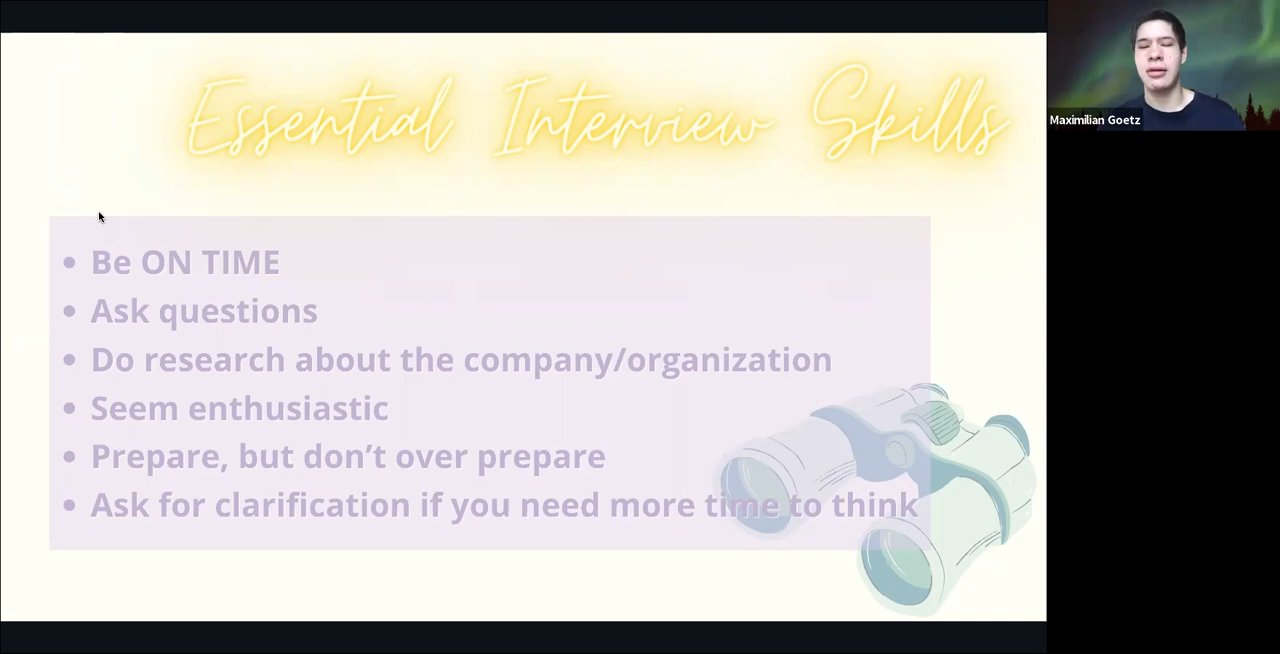 Essential Interview Skills
Maximilian Goetz
• Be ON TIME
• Ask questions
• Do research about the company/organization
• Seem enthusiastic
• Prepare, but don’t over prepare
• Ask for clarification if you need more time to think